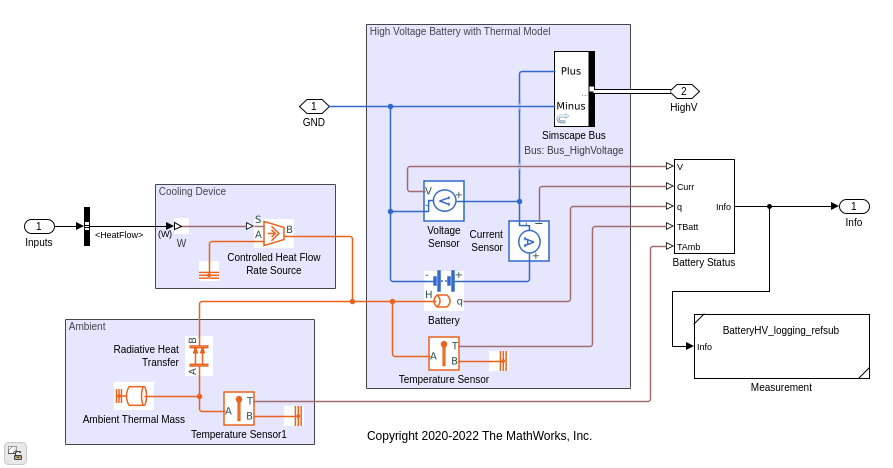 High Voltage Battery with Thermal Model
Plus
...
Minus
Simscape Bus
Bus: Bus_HighVoltage
1
GND
2
HighV
Cooling Device
1
Inputs
<HeatFlow>
(W)
W
S
A
B
Controlled Heat Flow
Rate Source
V
+
-
V
Voltage
Sensor
Current
Sensor
I
-
A
+
V
Curr
q
TBatt
TAmb
Info
Battery Status
1
Info
-
+
H
q
Battery
A
T
B
Temperature Sensor
BatteryHV_logging_refsub
Info
Measurement
Ambient
Radiative Heat
Transfer
B
A
Ambient Thermal Mass
A
T
B
Temperature Sensor1
Copyright 2020-2022 The MathWorks, Inc.